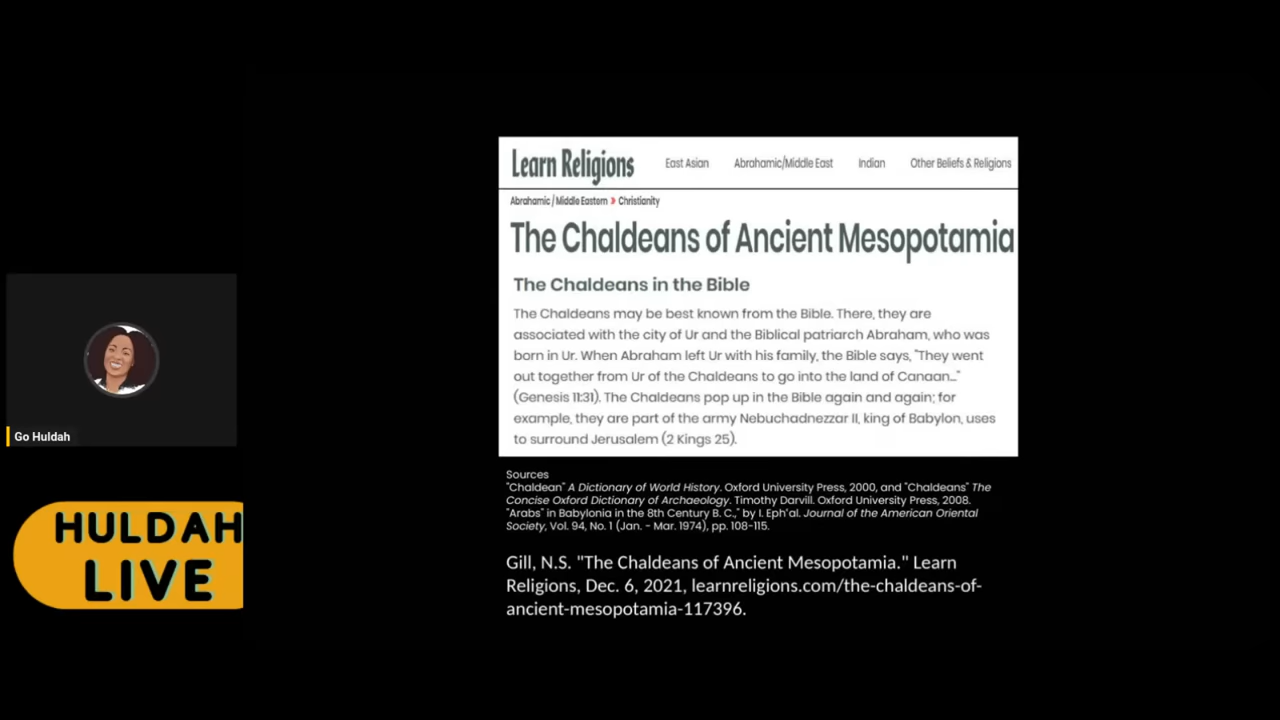 Learn Religions
East Asian
Abrahamic/Middle East
Indian
Other Beliefs & Religions
Abrahamic / Middle Eastern › Christianity
The Chaldeans of Ancient Mesopotamia
The Chaldeans in the Bible
The Chaldeans may be best known from the Bible. There, they are
associated with the city of Ur and the Biblical patriarch Abraham, who was
born in Ur. When Abraham left Ur with his family, the Bible says, "They went
out together from Ur of the Chaldeans to go into the land of Canaan..."
(Genesis 11:31). The Chaldeans pop up in the Bible again and again; for
example, they are part of the army Nebuchadnezzar II, king of Babylon, uses
to surround Jerusalem (2 Kings 25).
Sources
"Chaldean" A Dictionary of World History. Oxford University Press, 2000, and "Chaldeans" The
Concise Oxford Dictionary of Archaeology. Timothy Darvill. Oxford University Press, 2008.
"Arabs" in Babylonia in the 8th Century B. C.," by I. Eph'al. Journal of the American Oriental
Society, Vol. 94, No. 1 (Jan. - Mar. 1974), pp. 108-115.
Gill, N.S. "The Chaldeans of Ancient Mesopotamia." Learn
Religions, Dec. 6, 2021, learnreligions.com/the-chaldeans-of-
ancient-mesopotamia-117396.
Go Huldah
HULDAH
LIVE